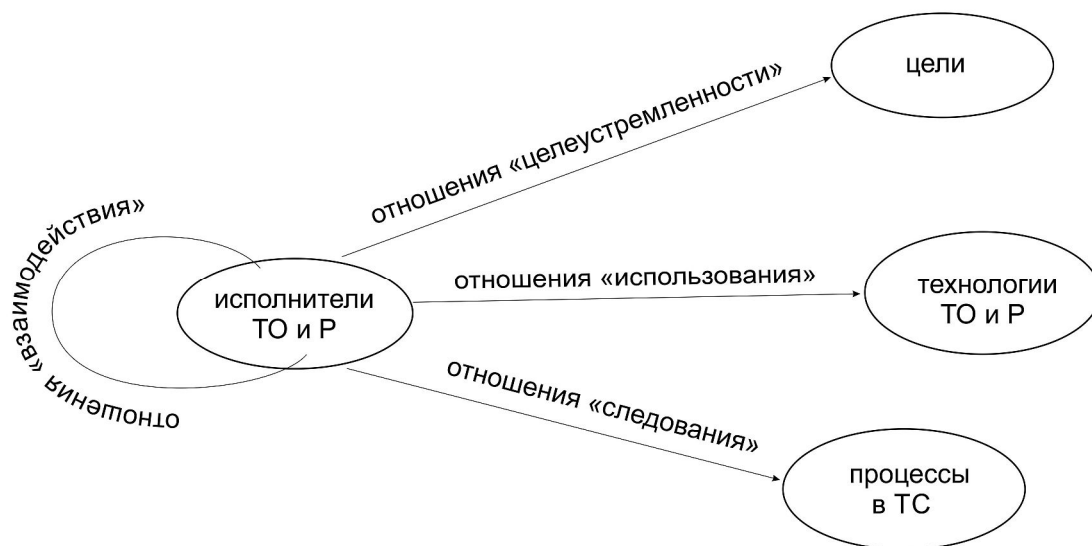 цели
отношения «целеустремленности»
отношения «взаимодействия»
исполнители
ТО и Р
отношения «использования»
технологии
ТО и Р
отношения «следования»
процессы
в ТС